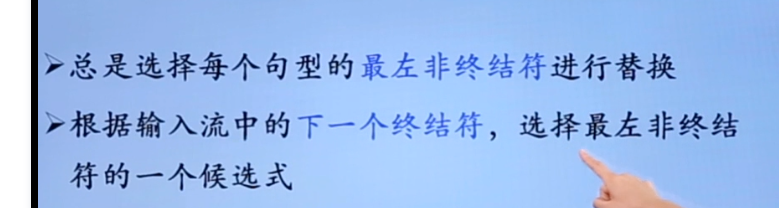 ➢总是选择每个句型的最左非终结符进行替换
➢根据输入流中的下一个终结符，选择最左非终结
符的一个候选式